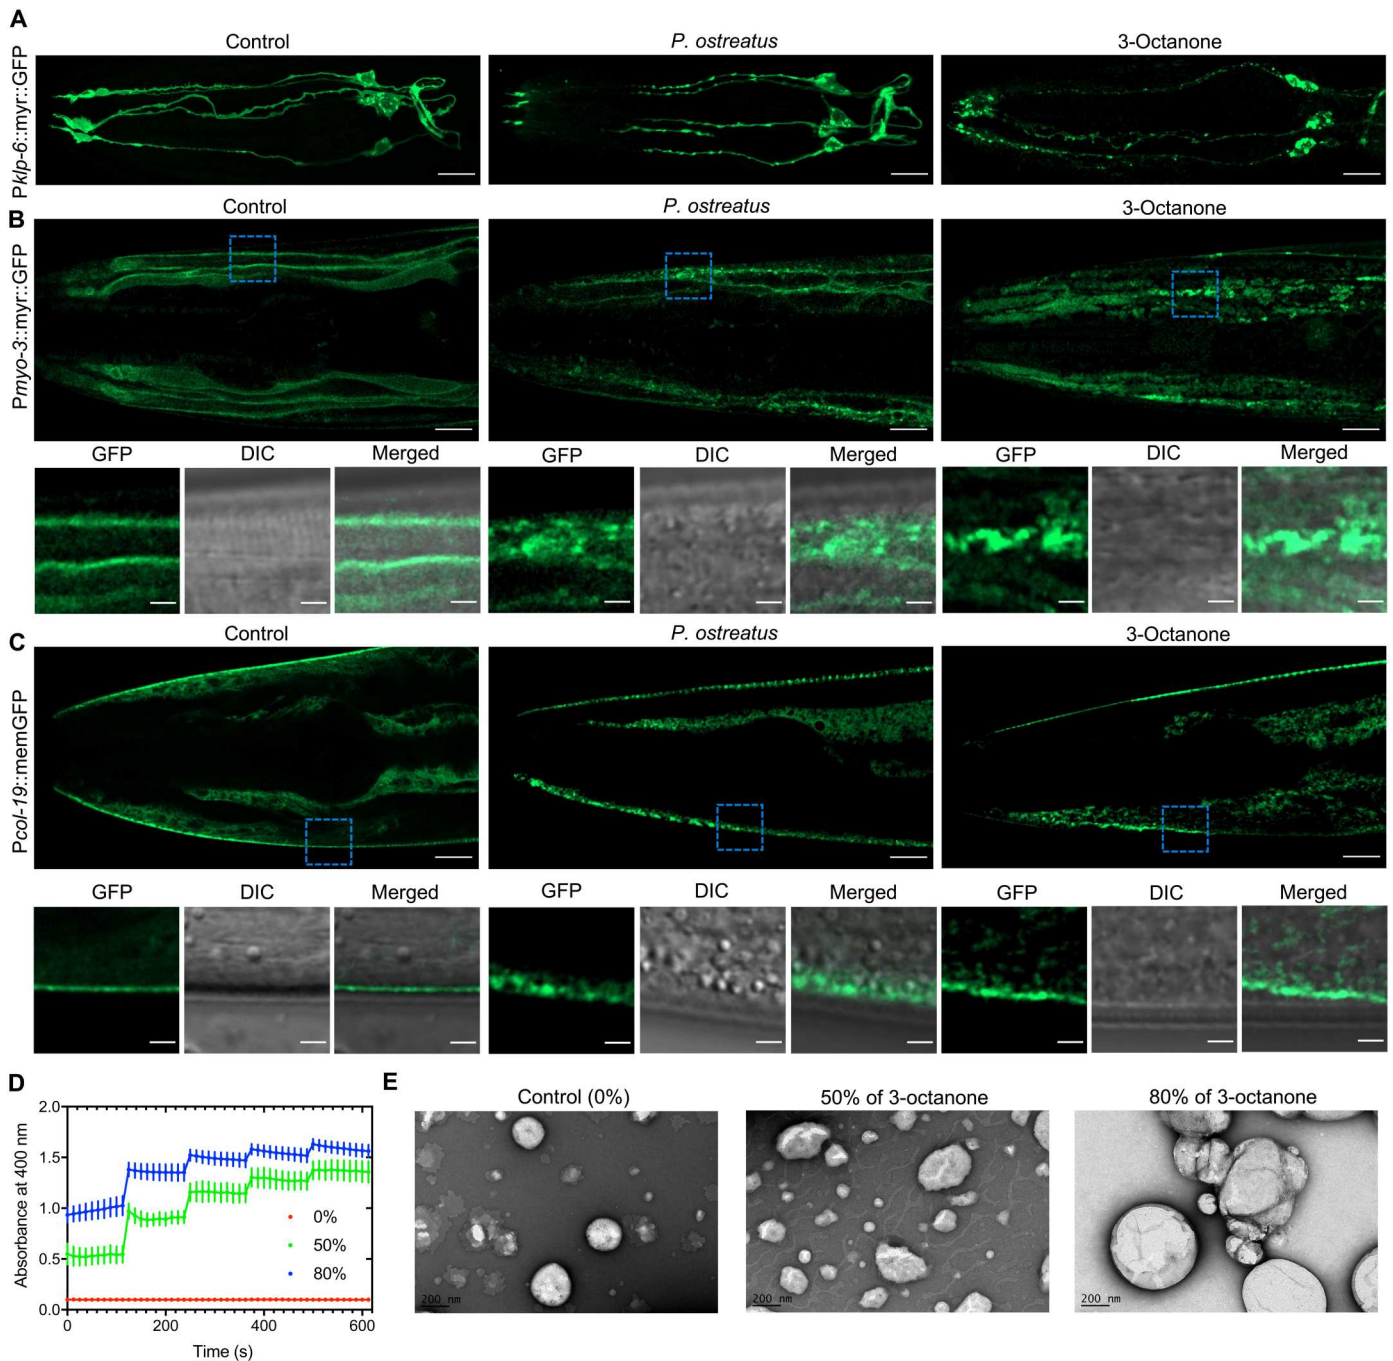 A
Control
P. ostreatus
3-Octanone
Pklp-6::myr::GFP
B
Control
P. ostreatus
3-Octanone
Pmyo-3::myr::GFP
GFP
DIC
Merged
GFP
DIC
Merged
GFP
DIC
Merged
C
Control
P. ostreatus
3-Octanone
Pcol-19::memGFP
GFP
DIC
Merged
GFP
DIC
Merged
GFP
DIC
Merged
D
Absorbance at 400 nm
2.0
1.5
1.0
0.5
0.0
0%
50%
80%
0
200
400
600
Time (s)
E
Control (0%)
50% of 3-octanone
80% of 3-octanone
200 nm
200 nm
200 nm